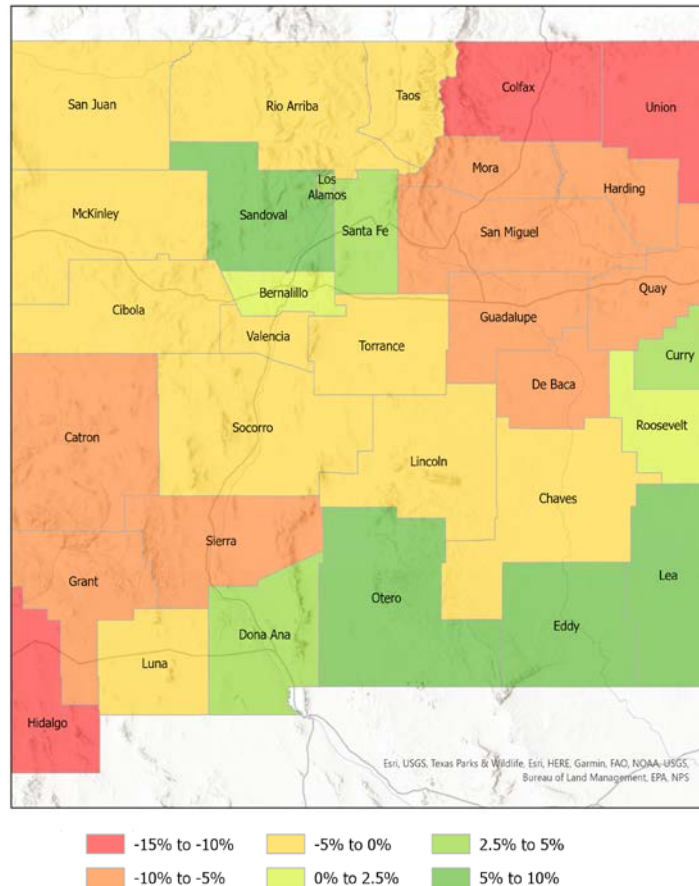 San Juan
Rio Arriba
Taos
Colfax
Union
Mora
Harding
Los
Alamos
McKinley
Sandoval
Santa Fe
San Miguel
Quay
Bernalillo
Cibola
Guadalupe
Valencia
Torrance
Curry
De Baca
Roosevelt
Catron
Socorro
Lincoln
Chaves
Sierra
Grant
Lea
Otero
Eddy
Dona Ana
Luna
Hidalgo
Esri, USGS, Texas Parks & Wildlife, Esri, HERE, Garmin, FAO, NOAA, USGS,
Bureau of Land Management, EPA, NPS
-15% to -10%
-5% to 0%
2.5% to 5%
-10% to -5%
0% to 2.5%
5% to 10%